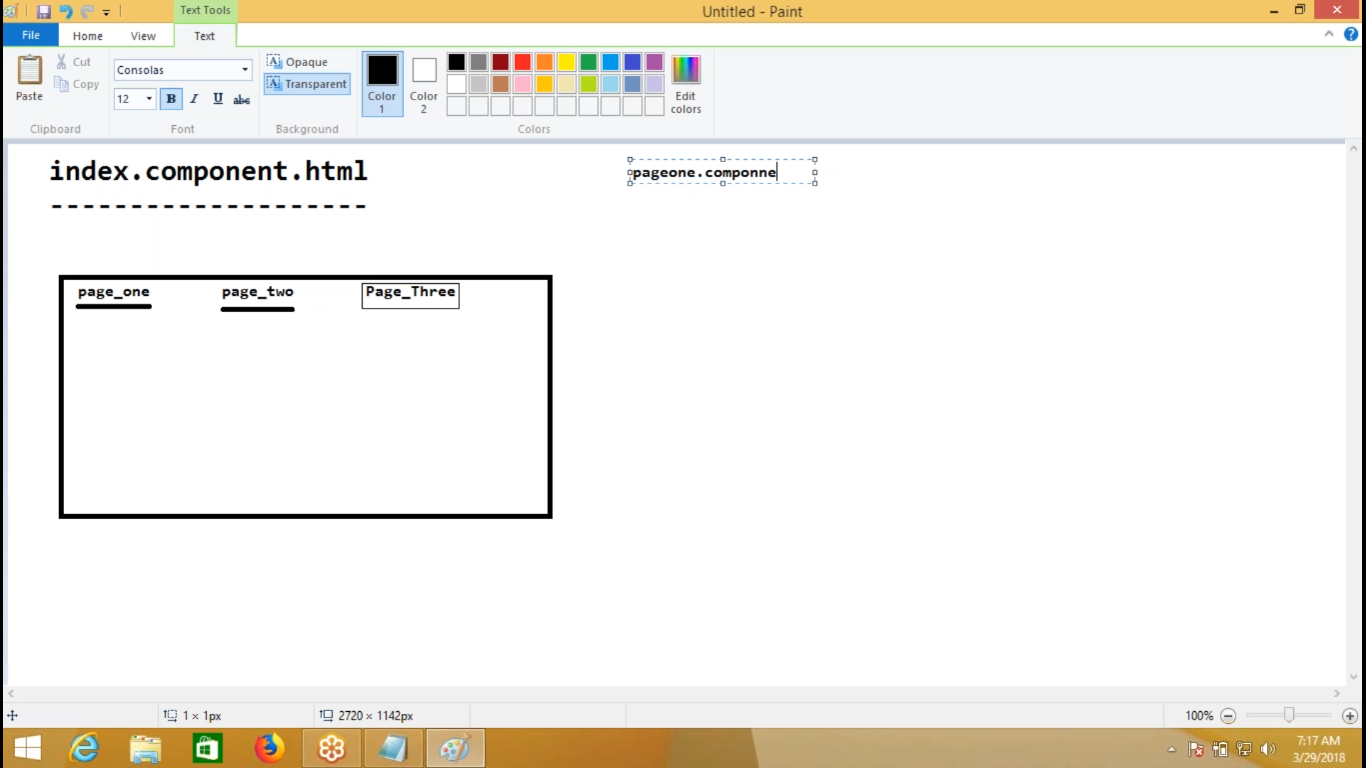 Text Tools
Untitled - Paint
File
Home
View
Text
Paste
Cut
Copy
Clipboard
Consolas
12
B
I
U
abc
Font
Opaque
Transparent
Background
Color 1
Color 2
Edit colors
Colors
index.component.html
--------------------
pageone.componne
page_one
page_two
Page_Three
1 × 1px
2720 × 1142px
100%
7:17 AM
3/29/2018